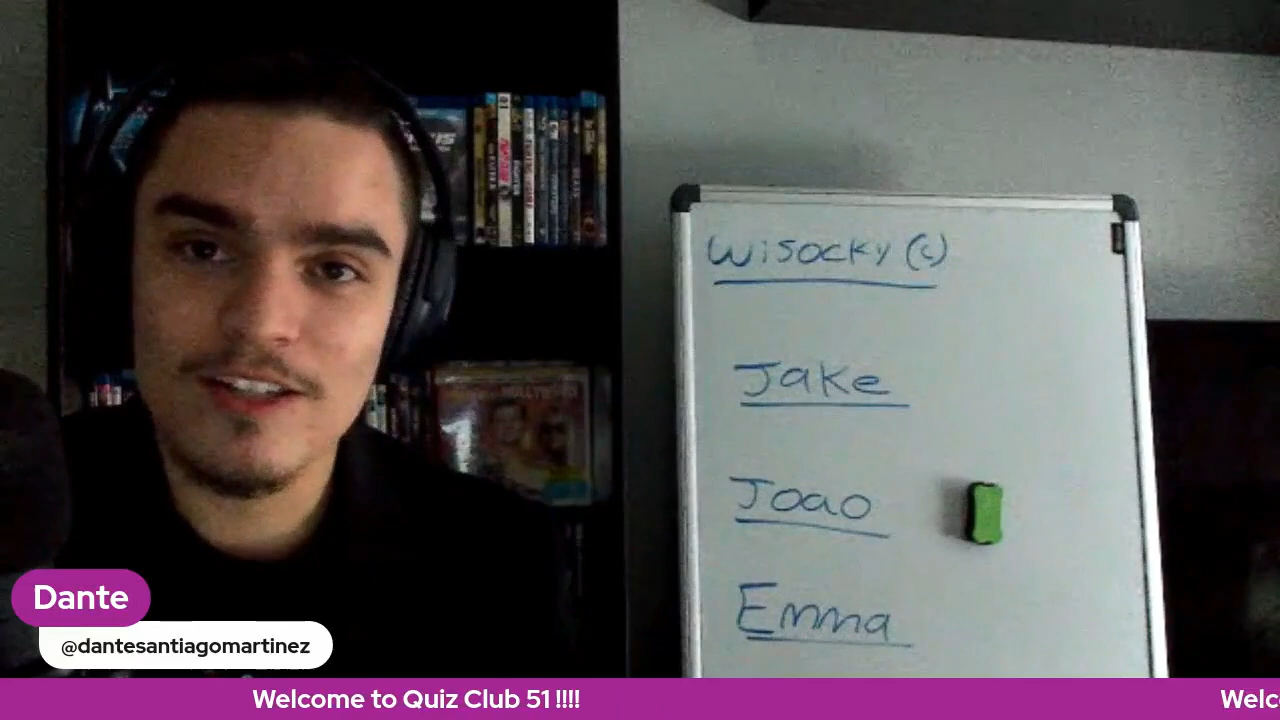 Wisocky (c)
Jake
Joao
Emma
Dante
@dantesantiagomartinez
Welcome to Quiz Club 51 !!!!
Welc